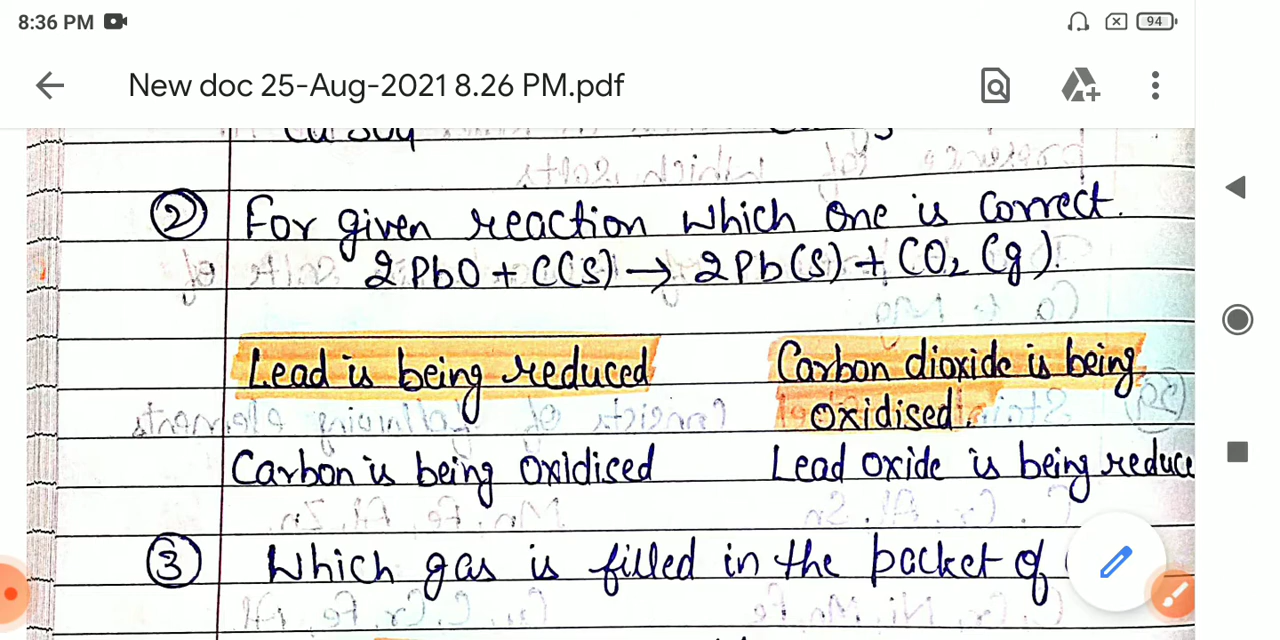 8:36 PM
94
New doc 25-Aug-2021 8.26 PM.pdf
② For given reaction which one is correct.
2PbO + C(s) → 2Pb(s) + CO₂(g).
Lead is being reduced Carbon dioxide is being
oxidised.
Carbon is being Oxidiced Lead oxide is being reduce
③ Which gas is filled in the packet of